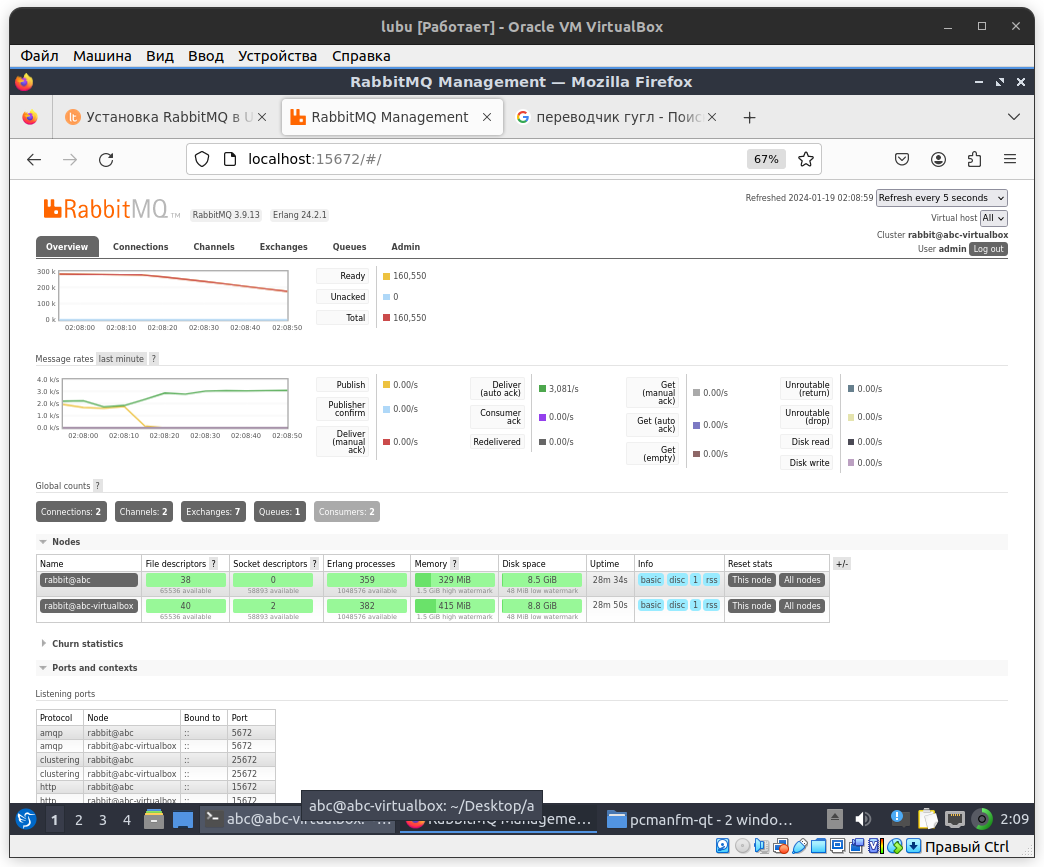 lubu [Работает] - Oracle VM VirtualBox
Файл Машина Вид Ввод Устройства Справка
RabbitMQ Management — Mozilla Firefox
Установка RabbitMQ в U
RabbitMQ Management
переводчик гугл - Поис
localhost:15672/#/
67%
RabbitMQ TM RabbitMQ 3.9.13 Erlang 24.2.1
Refreshed 2024-01-19 02:08:59 Refresh every 5 seconds
Virtual host All
Cluster rabbit@abc-virtualbox
User admin Log out
Overview Connections Channels Exchanges Queues Admin
300 k
200 k
100 k
0 k
02:08:00 02:08:10 02:08:20 02:08:30 02:08:40 02:08:50
Ready 160,550
Unacked 0
Total 160,550
Message rates last minute ?
4.0 k/s
3.0 k/s
2.0 k/s
1.0 k/s
0.0 k/s
02:08:00 02:08:10 02:08:20 02:08:30 02:08:40 02:08:50
Publish 0.00/s
Publisher confirm 0.00/s
Deliver (manual ack) 0.00/s
Deliver (auto ack) 3,081/s
Consumer ack 0.00/s
Redelivered 0.00/s
Get (manual ack) 0.00/s
Get (auto ack) 0.00/s
Get (empty) 0.00/s
Unroutable (return) 0.00/s
Unroutable (drop) 0.00/s
Disk read 0.00/s
Disk write 0.00/s
Global counts ?
Connections: 2 Channels: 2 Exchanges: 7 Queues: 1 Consumers: 2
Nodes
Name File descriptors ? Socket descriptors ? Erlang processes Memory ? Disk space Uptime Info Reset stats +/-
rabbit@abc 38 0 359 329 MiB 8.5 GiB 28m 34s basic disc 1 rss This node All nodes
65536 available 58893 available 1048576 available 1.5 GiB high watermark 48 MiB low watermark
rabbit@abc-virtualbox 40 2 382 415 MiB 8.8 GiB 28m 50s basic disc 1 rss This node All nodes
65536 available 58893 available 1048576 available 1.5 GiB high watermark 48 MiB low watermark
Churn statistics
Ports and contexts
Listening ports
Protocol Node Bound to Port
amqp rabbit@abc :: 5672
amqp rabbit@abc-virtualbox :: 5672
clustering rabbit@abc :: 25672
clustering rabbit@abc-virtualbox :: 25672
http rabbit@abc :: 15672
http rabbit@abc-virtualbox :: 15672
abc@abc-virtualbox: ~/Desktop/a
1 2 3 4
abc@abc-virtualbox: ...
RabbitMQ Manageme...
pcmanfm-qt - 2 windo...
2:09
Правый Ctrl